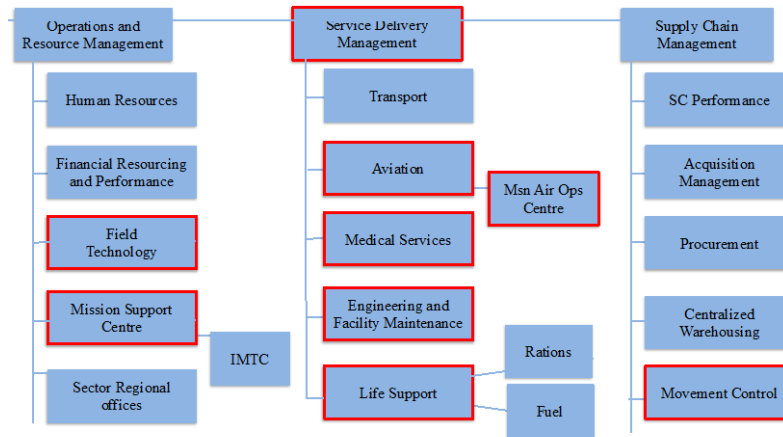 Operations and
Resource Management
Human Resources
Financial Resourcing
and Performance
Field
Technology
Mission Support
Centre
IMTC
Sector Regional
offices
Service Delivery
Management
Transport
Aviation
Msn Air Ops
Centre
Medical Services
Engineering and
Facility Maintenance
Life Support
Rations
Fuel
Supply Chain
Management
SC Performance
Acquisition
Management
Procurement
Centralized
Warehousing
Movement Control